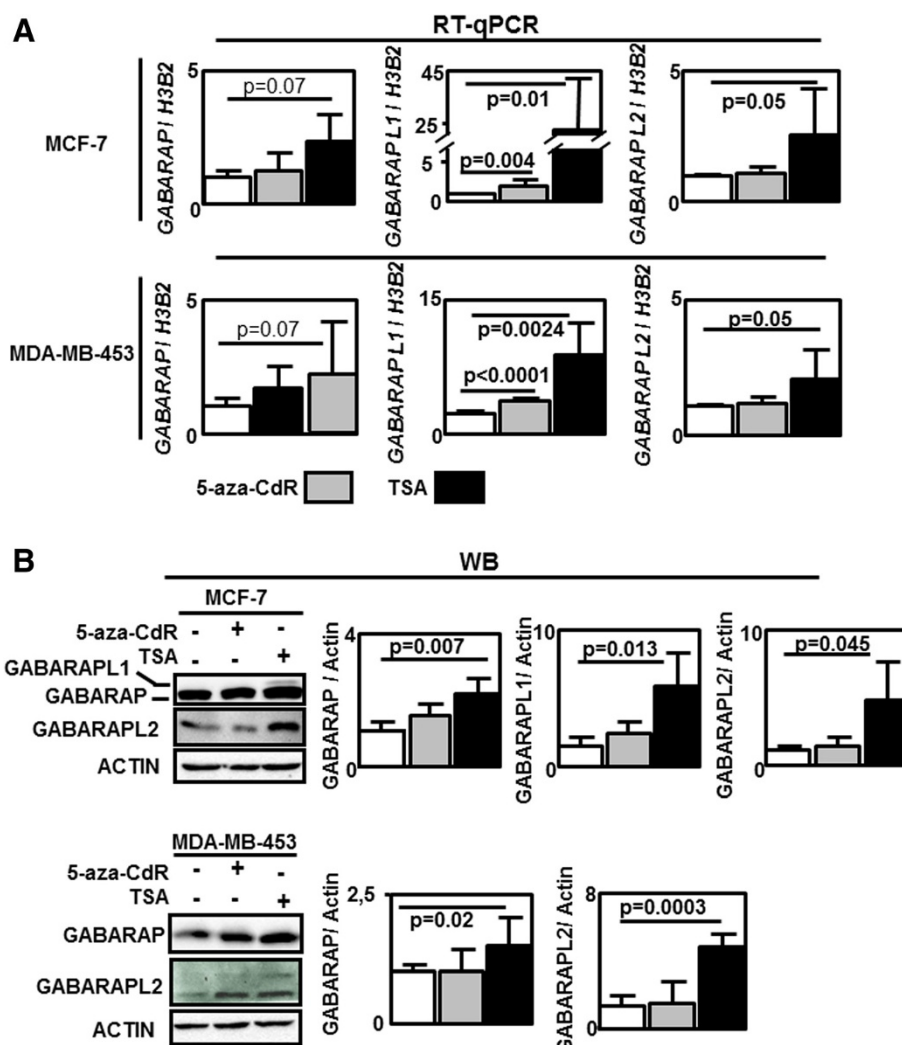 A
RT-qPCR
MCF-7
GABARAP/ H3B2
5
0
p=0.07
GABARAPL1/ H3B2
45
25
5
0
p=0.01
p=0.004
GABARAPL2/ H3B2
5
0
p=0.05
MDA-MB-453
GABARAP/ H3B2
5
0
p=0.07
GABARAPL1/ H3B2
15
0
p=0.0024
p<0.0001
GABARAPL2/ H3B2
5
0
p=0.05
5-aza-CdR
TSA
B
WB
MCF-7
5-aza-CdR - + -
TSA - - +
GABARAPL1
GABARAP
GABARAPL2
ACTIN
GABARAP/ Actin
4
0
p=0.007
GABARAPL1/ Actin
10
0
p=0.013
GABARAPL2/ Actin
10
0
p=0.045
MDA-MB-453
5-aza-CdR - + -
TSA - - +
GABARAP
GABARAPL2
ACTIN
GABARAP/ Actin
2,5
0
p=0.02
GABARAPL2/ Actin
8
0
p=0.0003